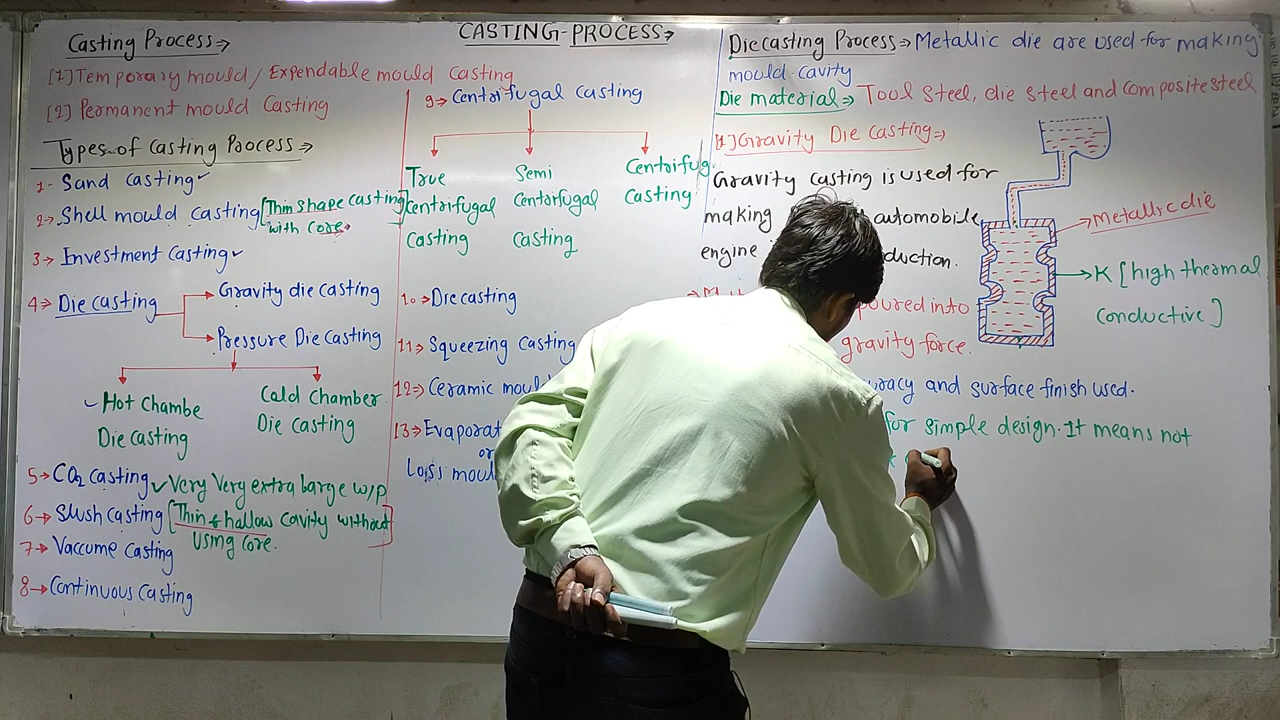 CASTING-PROCESS⇒
Casting Process⇒
[1] Temporary mould/Expendable mould Casting
[2] Permanent mould Casting
Types of Casting Process⇒
1- Sand Casting✓
2→ Shell mould casting [Thin shape casting]
with core.
3→ Investment Casting✓
4→ Die casting
Gravity die casting
Pressure Die casting
✓Hot Chambe
Die casting
Cold chamber
Die casting
5→ CO2 casting ✓ Very Very extra large w/p
6→ Slush casting [Thin & hallow cavity without
using core.]
7→ Vaccume casting
8→ Continuous casting
9→ Centrifugal casting
True
Centrifugal
Casting
Semi
Centrifugal
Casting
Centrifug
Casting
10→ Die casting
11→ Squeezing casting
12→ Ceramic moul
13→ Evaporat
or
Loss moul
Die casting Process⇒ Metallic die are used for making
mould cavity
Die material⇒ Tool steel, die steel and composite steel
[1] Gravity Die casting⇒
Gravity casting is used for
making automobile
engine duction.
poured into
gravity force.
uracy and surface finish used.
for simple design. It means not
Metallic die
K [high thermal
conductive]